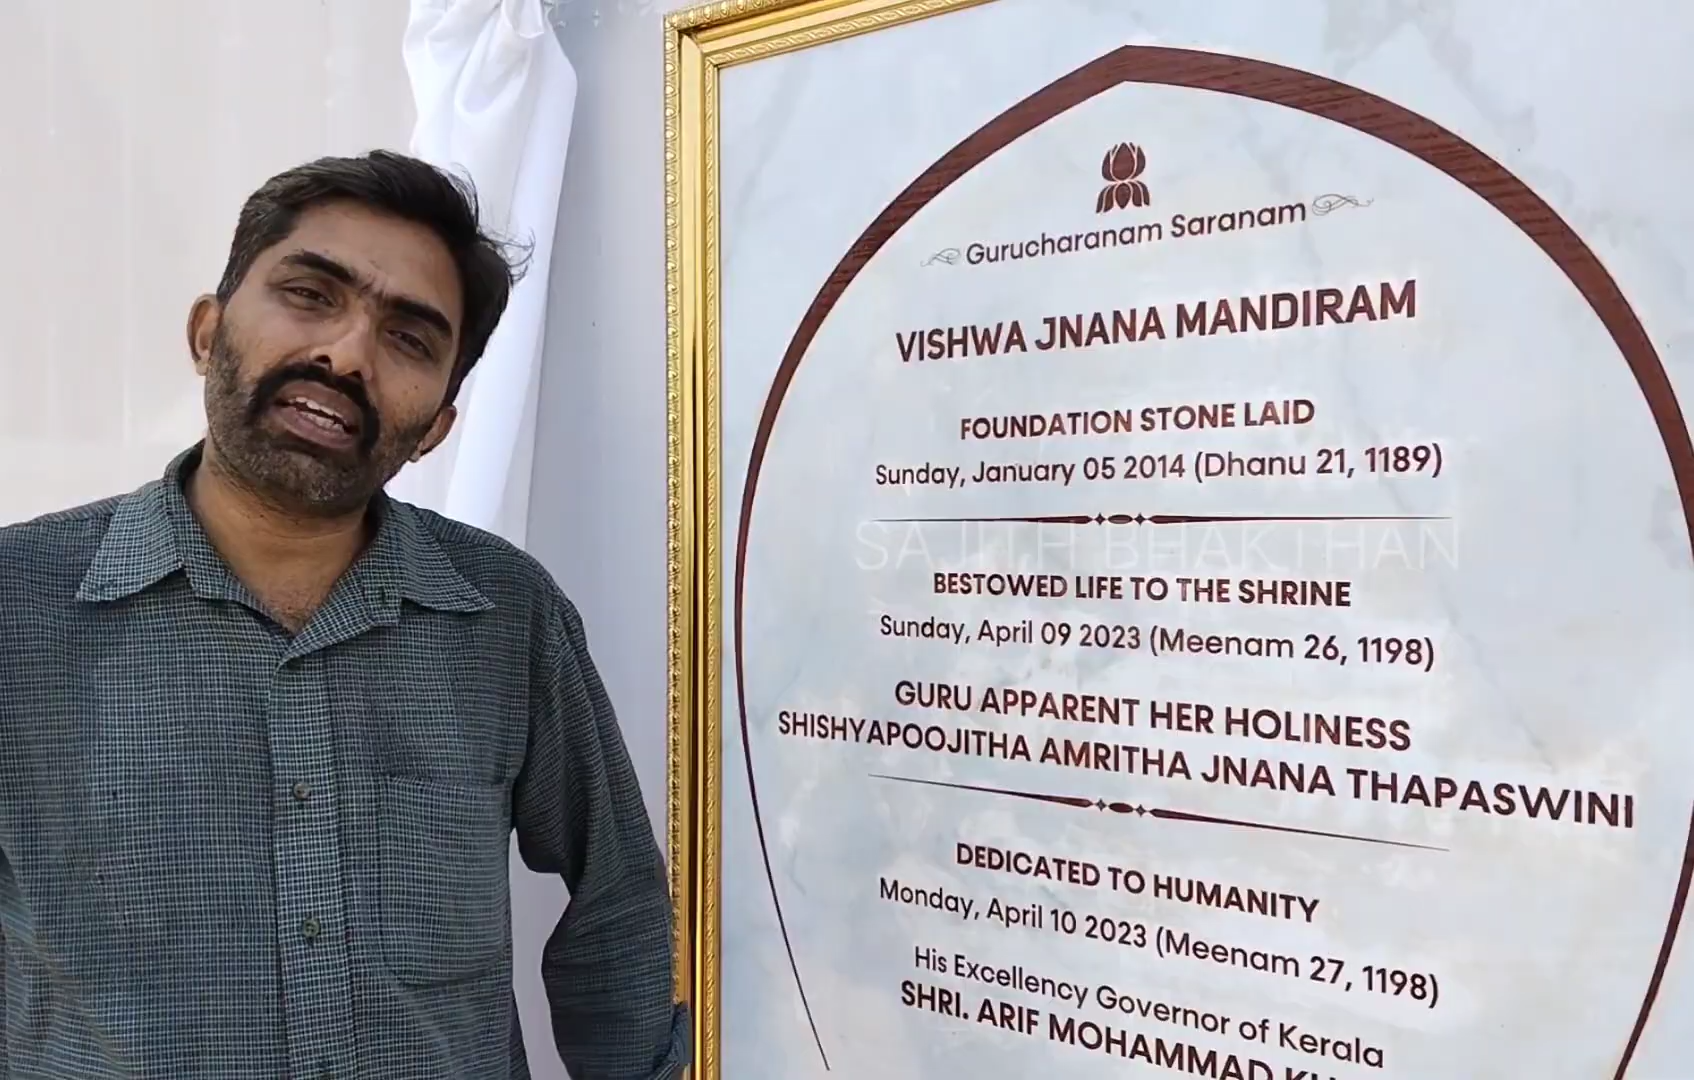 Gurucharanam Saranam
VISHWA JNANA MANDIRAM
FOUNDATION STONE LAID
Sunday, January 05 2014 (Dhanu 21, 1189)
SAJITH BHAKTHAN
BESTOWED LIFE TO THE SHRINE
Sunday, April 09 2023 (Meenam 26, 1198)
GURU APPARENT HER HOLINESS
SHISHYAPOOJITHA AMRITHA JNANA THAPASWINI
DEDICATED TO HUMANITY
Monday, April 10 2023 (Meenam 27, 1198)
His Excellency Governor of Kerala
SHRI. ARIF MOHAMMAD